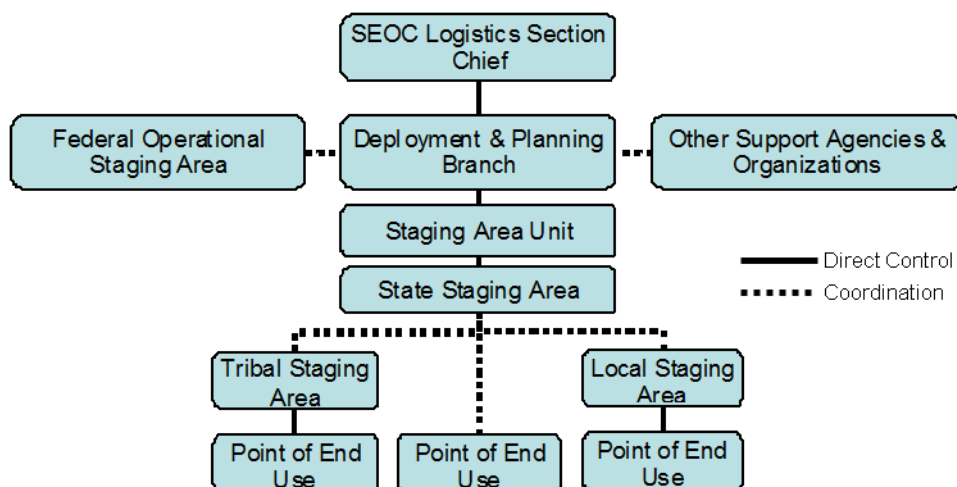 SEOC Logistics Section
Chief
Federal Operational
Staging Area
Deployment & Planning
Branch
Other Support Agencies &
Organizations
Staging Area Unit
State Staging Area
Direct Control
Coordination
Tribal Staging
Area
Local Staging
Area
Point of End
Use
Point of End
Use
Point of End
Use